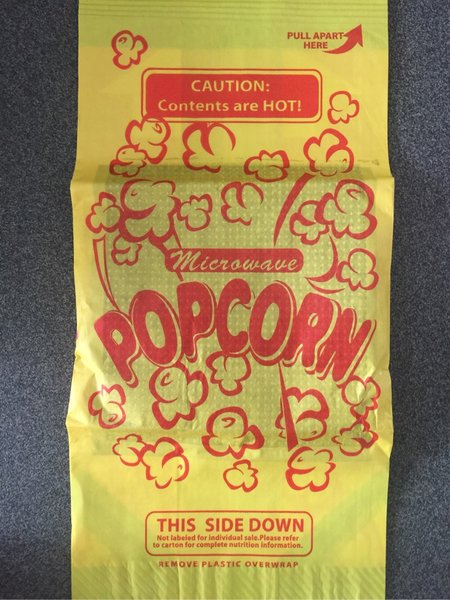 PULL APART
HERE
CAUTION:
Contents are HOT!
Microwave
POPCORN
THIS SIDE DOWN
Not labeled for individual sale.Please refer
to carton for complete nutrition information.
REMOVE PLASTIC OVERWRAP